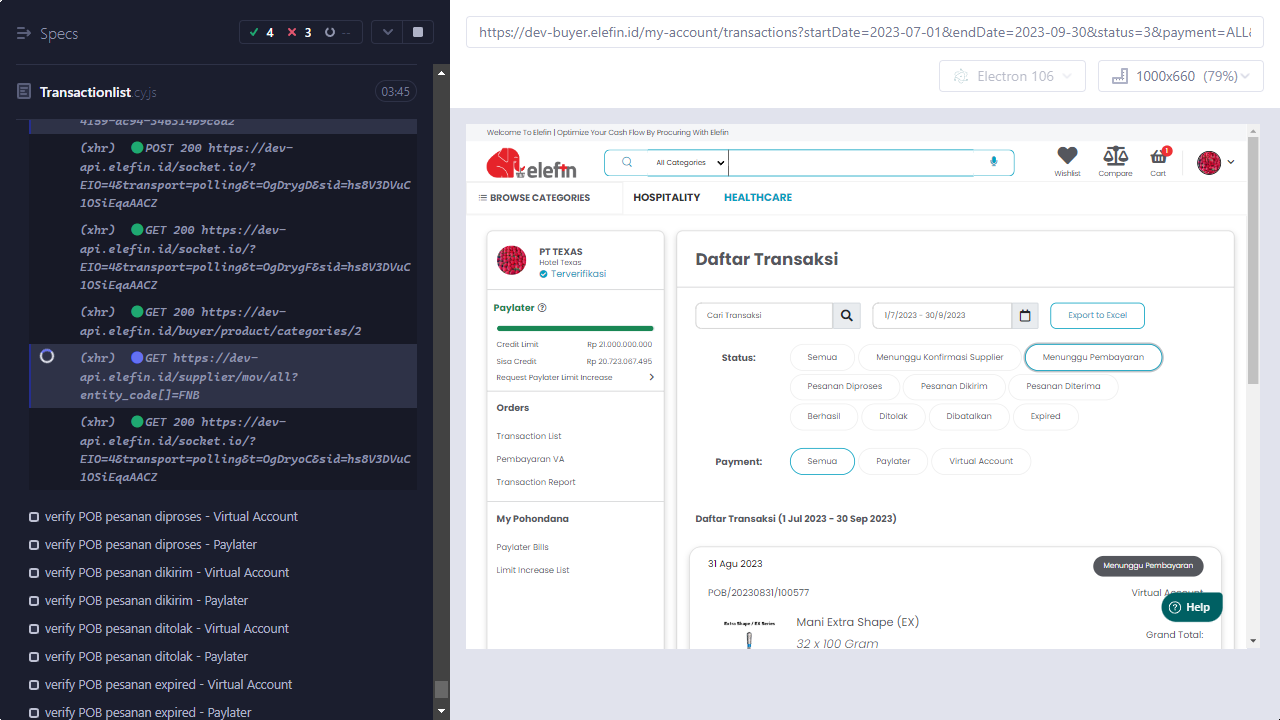 Specs
4
3
--
Transactionlist.cy.js
03:45
4159-ae94-346314b9e8a2
(xhr) POST 200 https://dev-
api.elefin.id/socket.io/?
EIO=4&transport=polling&t=OgDrygD&sid=hs8V3DVuC
1OSiEqaAACZ
(xhr) GET 200 https://dev-
api.elefin.id/socket.io/?
EIO=4&transport=polling&t=OgDrygF&sid=hs8V3DVuC
1OSiEqaAACZ
(xhr) GET 200 https://dev-
api.elefin.id/buyer/product/categories/2
(xhr) GET https://dev-
api.elefin.id/supplier/mov/all?
entity_code[]=FNB
(xhr) GET 200 https://dev-
api.elefin.id/socket.io/?
EIO=4&transport=polling&t=OgDryoC&sid=hs8V3DVuC
1OSiEqaAACZ
verify POB pesanan diproses - Virtual Account
verify POB pesanan diproses - Paylater
verify POB pesanan dikirim - Virtual Account
verify POB pesanan dikirim - Paylater
verify POB pesanan ditolak - Virtual Account
verify POB pesanan ditolak - Paylater
verify POB pesanan expired - Virtual Account
verify POB pesanan expired - Paylater
https://dev-buyer.elefin.id/my-account/transactions?startDate=2023-07-01&endDate=2023-09-30&status=3&payment=ALL&
Electron 106
1000x660 (79%)
Welcome To Elefin | Optimize Your Cash Flow By Procuring With Elefin
elefin
All Categories
Wishlist
Compare
1
Cart
BROWSE CATEGORIES
HOSPITALITY
HEALTHCARE
PT TEXAS
Hotel Texas
Terverifikasi
Paylater
Credit Limit Rp 21.000.000.000
Sisa Credit Rp 20.723.067.495
Request Paylater Limit Increase
Orders
Transaction List
Pembayaran VA
Transaction Report
My Pohondana
Paylater Bills
Limit Increase List
Daftar Transaksi
Cari Transaksi
1/7/2023 - 30/9/2023
Export to Excel
Status: Semua Menunggu Konfirmasi Supplier Menunggu Pembayaran
Pesanan Diproses Pesanan Dikirim Pesanan Diterima
Berhasil Ditolak Dibatalkan Expired
Payment: Semua Paylater Virtual Account
Daftar Transaksi (1 Jul 2023 - 30 Sep 2023)
31 Agu 2023 Menunggu Pembayaran
POB/20230831/100577 Virtual Account
Help
Extra Shape / EX Series
Mani Extra Shape (EX)
32 x 100 Gram
Grand Total: